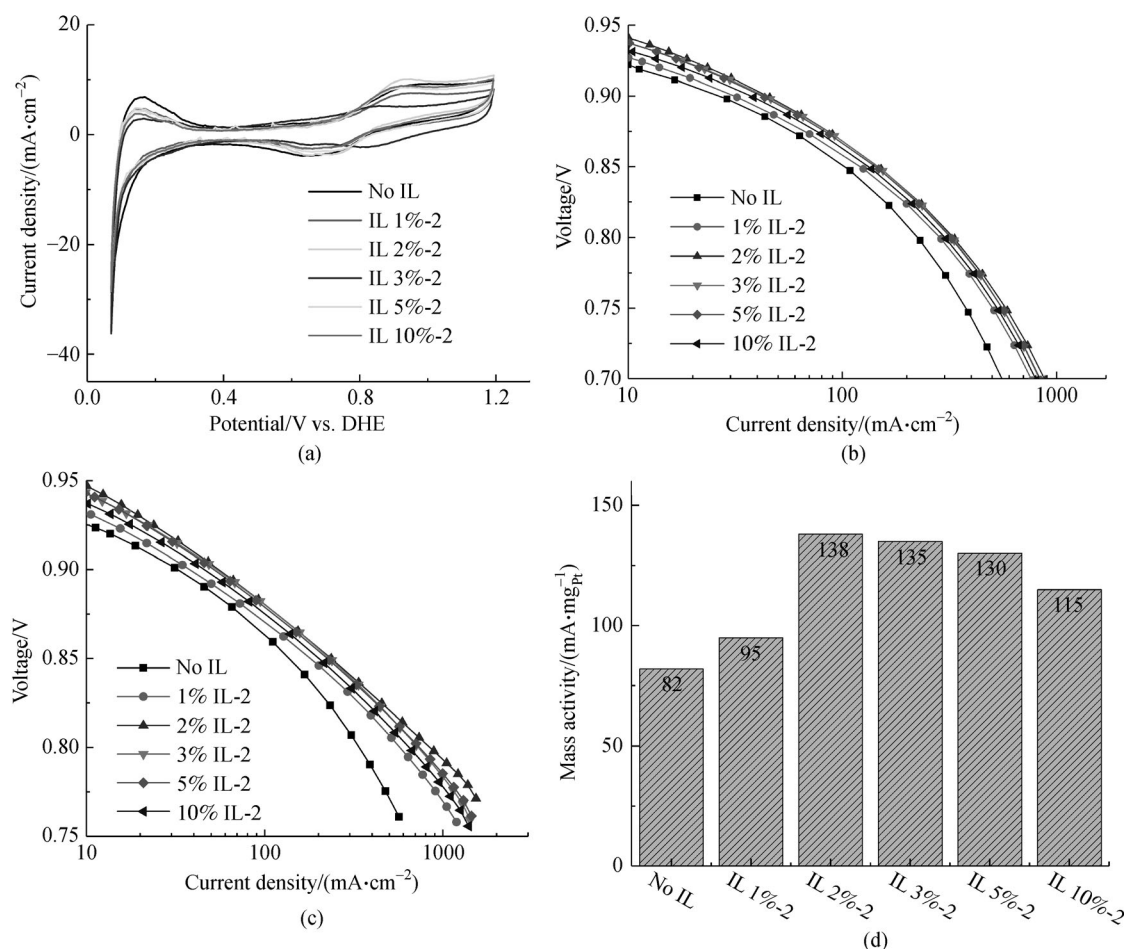 20
0
−20
−40
Current density/(mA·cm⁻²)
No IL
IL 1%-2
IL 2%-2
IL 3%-2
IL 5%-2
IL 10%-2
0.0
0.4
0.8
1.2
Potential/V vs. DHE
(a)
0.95
0.90
0.85
0.80
0.75
0.70
Voltage/V
No IL
1% IL-2
2% IL-2
3% IL-2
5% IL-2
10% IL-2
10
100
1000
Current density/(mA·cm⁻²)
(b)
0.95
0.90
0.85
0.80
0.75
Voltage/V
No IL
1% IL-2
2% IL-2
3% IL-2
5% IL-2
10% IL-2
10
100
1000
Current density/(mA·cm⁻²)
(c)
150
100
50
0
Mass activity/(mA·mg_Pt⁻¹)
82
95
138
135
130
115
No IL
IL 1%-2
IL 2%-2
IL 3%-2
IL 5%-2
IL 10%-2
(d)